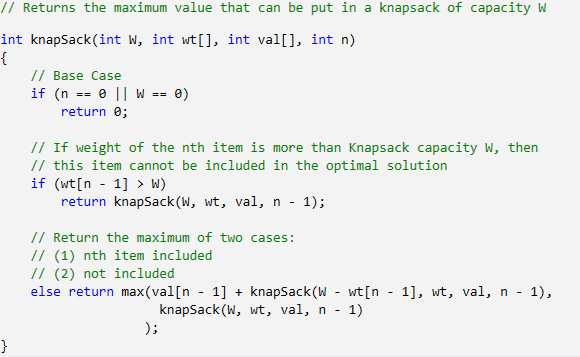 // Returns the maximum value that can be put in a knapsack of capacity W

int knapSack(int W, int wt[], int val[], int n)
{
    // Base Case
    if (n == 0 || W == 0)
        return 0;

    // If weight of the nth item is more than Knapsack capacity W, then
    // this item cannot be included in the optimal solution
    if (wt[n - 1] > W)
        return knapSack(W, wt, val, n - 1);

    // Return the maximum of two cases:
    // (1) nth item included
    // (2) not included
    else return max(val[n - 1] + knapSack(W - wt[n - 1], wt, val, n - 1),
                    knapSack(W, wt, val, n - 1)
                  );
}